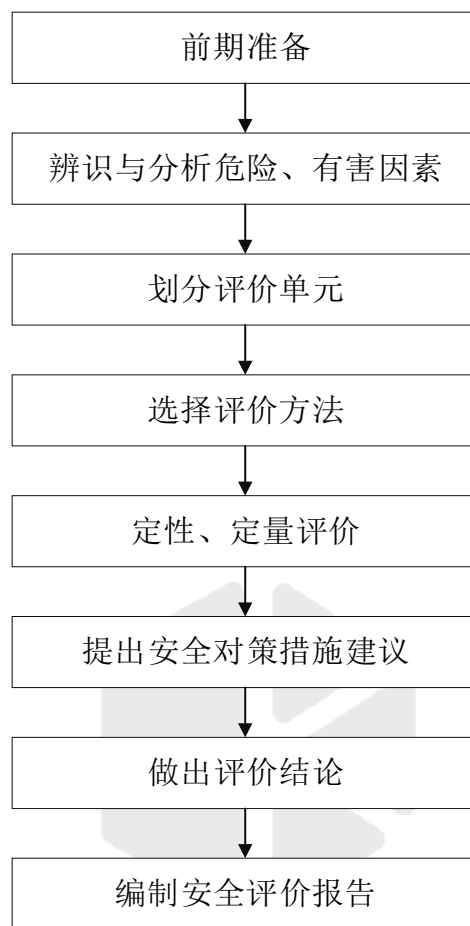 前期准备
辨识与分析危险、有害因素
划分评价单元
选择评价方法
定性、定量评价
提出安全对策措施建议
做出评价结论
编制安全评价报告